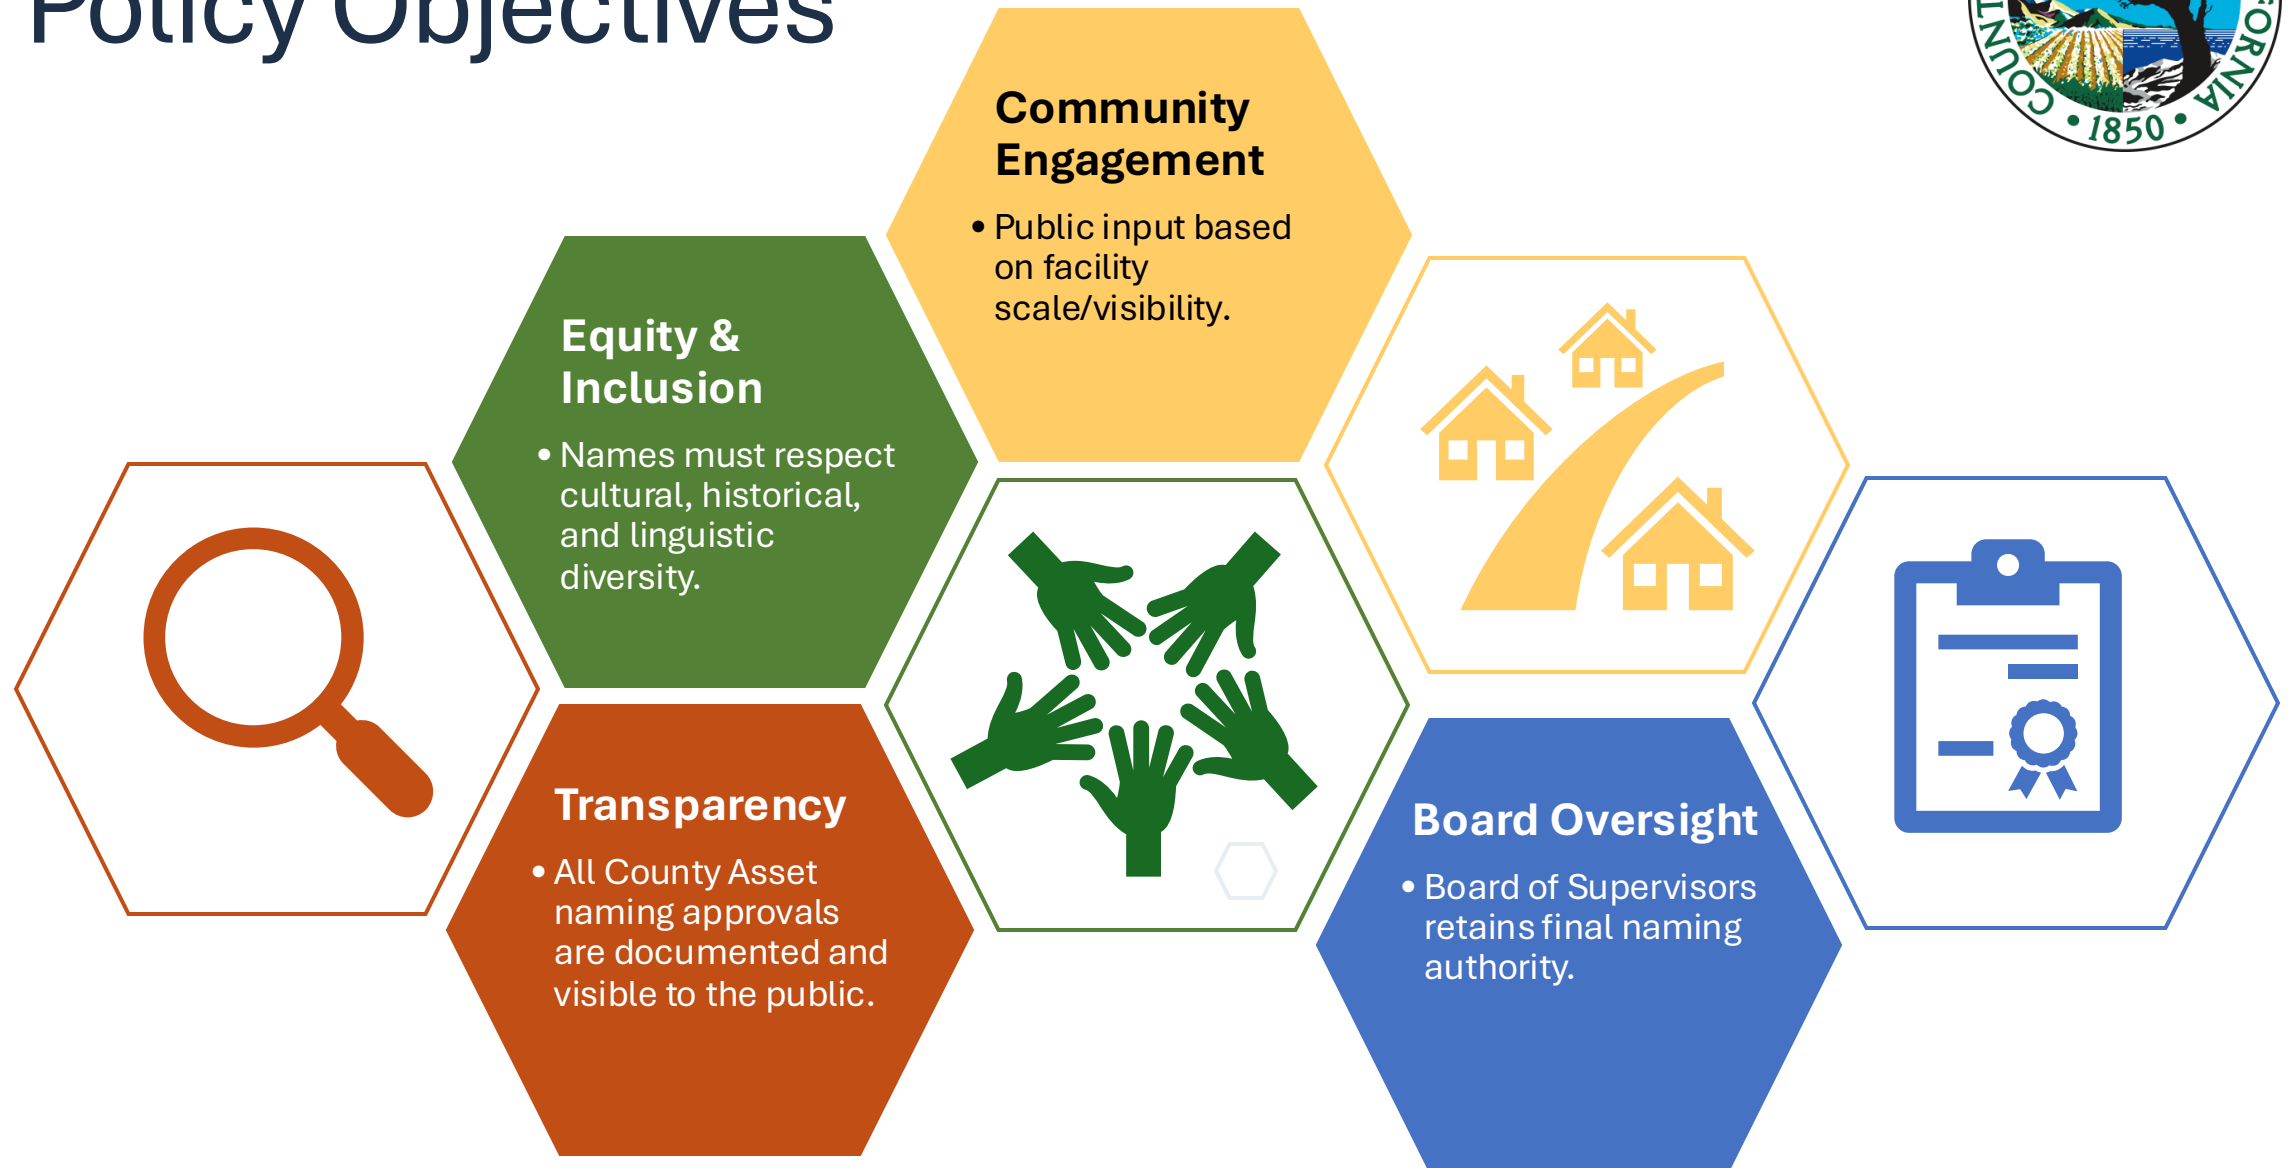 Policy Objectives
COUNT
1850
FORNIA
Community
Engagement
• Public input based
on facility
scale/visibility.
Equity &
Inclusion
• Names must respect
cultural, historical,
and linguistic
diversity.
Transparency
• All County Asset
naming approvals
are documented and
visible to the public.
Board Oversight
• Board of Supervisors
retains final naming
authority.